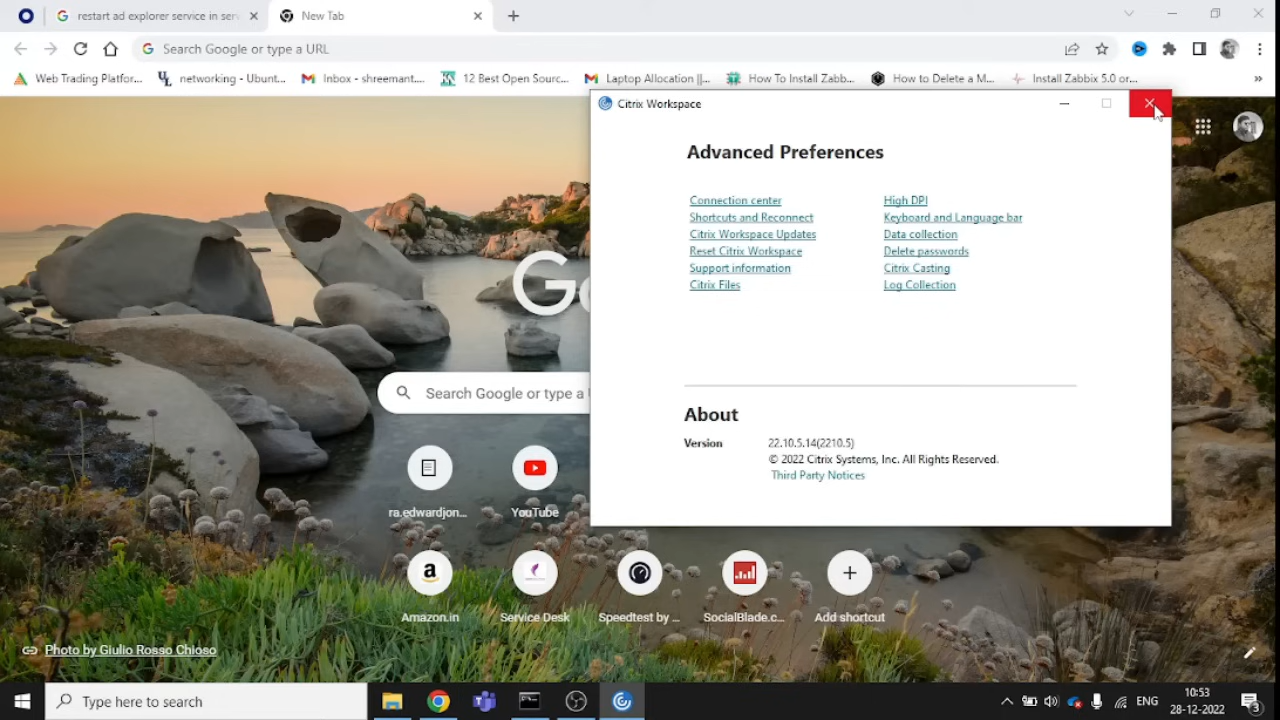 restart ad explorer service in serv
New Tab
Search Google or type a URL
Web Trading Platfor...
networking - Ubunt...
Inbox - shreemant....
12 Best Open Sourc...
Laptop Allocation ||...
How To Install Zabb...
How to Delete a M...
Install Zabbix 5.0 or...
»
Citrix Workspace
Advanced Preferences
Connection center
High DPI
Shortcuts and Reconnect
Keyboard and Language bar
Citrix Workspace Updates
Data collection
Reset Citrix Workspace
Delete passwords
Support information
Citrix Casting
Citrix Files
Log Collection
Go
Search Google or type a
About
Version
22.10.5.14(2210.5)
© 2022 Citrix Systems, Inc. All Rights Reserved.
Third Party Notices
ra.edwardjon...
YouTube
Amazon.in
Service Desk
Speedtest by ...
SocialBlade.c...
Add shortcut
Photo by Giulio Rosso Chioso
Type here to search
ENG
10:53
28-12-2022
3